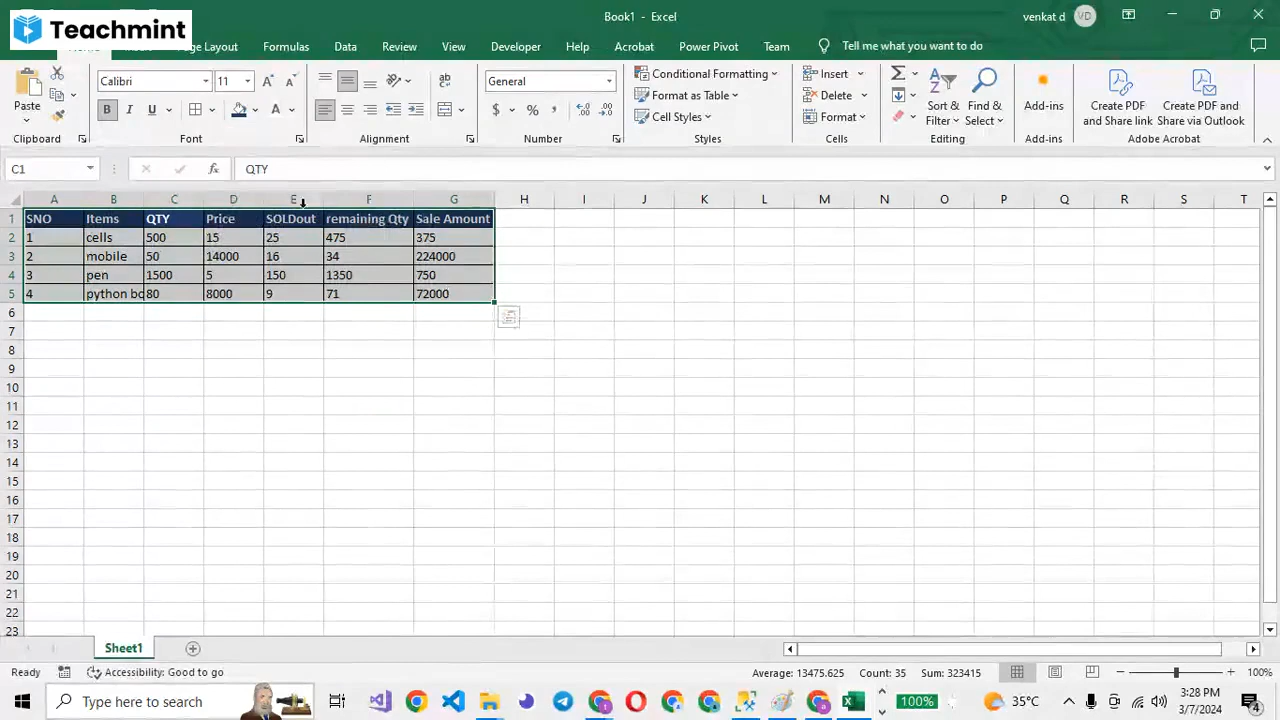 Teachmint
Book1 - Excel
venkat d VD
Page Layout Formulas Data Review View Developer Help Acrobat Power Pivot Team Tell me what you want to do
Paste
Calibri 11
B I U
General
$ % ,
Conditional Formatting
Format as Table
Cell Styles
Insert
Delete
Format
Sort & Filter
Find & Select
Add-ins
Create PDF and Share link
Create PDF and Share via Outlook
Clipboard Font Alignment Number Styles Cells Editing Add-ins Adobe Acrobat
C1 fx QTY
A B C D E F G H I J K L M N O P Q R S T
1 SNO Items QTY Price SOLDout remaining Qty Sale Amount
2 1 cells 500 15 25 475 375
3 2 mobile 50 14000 16 34 224000
4 3 pen 1500 5 150 1350 750
5 4 python bo 80 8000 9 71 72000
6
7
8
9
10
11
12
13
14
15
16
17
18
19
20
21
22
23
Sheet1
Ready Accessibility: Good to go Average: 13475.625 Count: 35 Sum: 323415 100%
Type here to search 100% 35°C 3:28 PM
3/7/2024 4